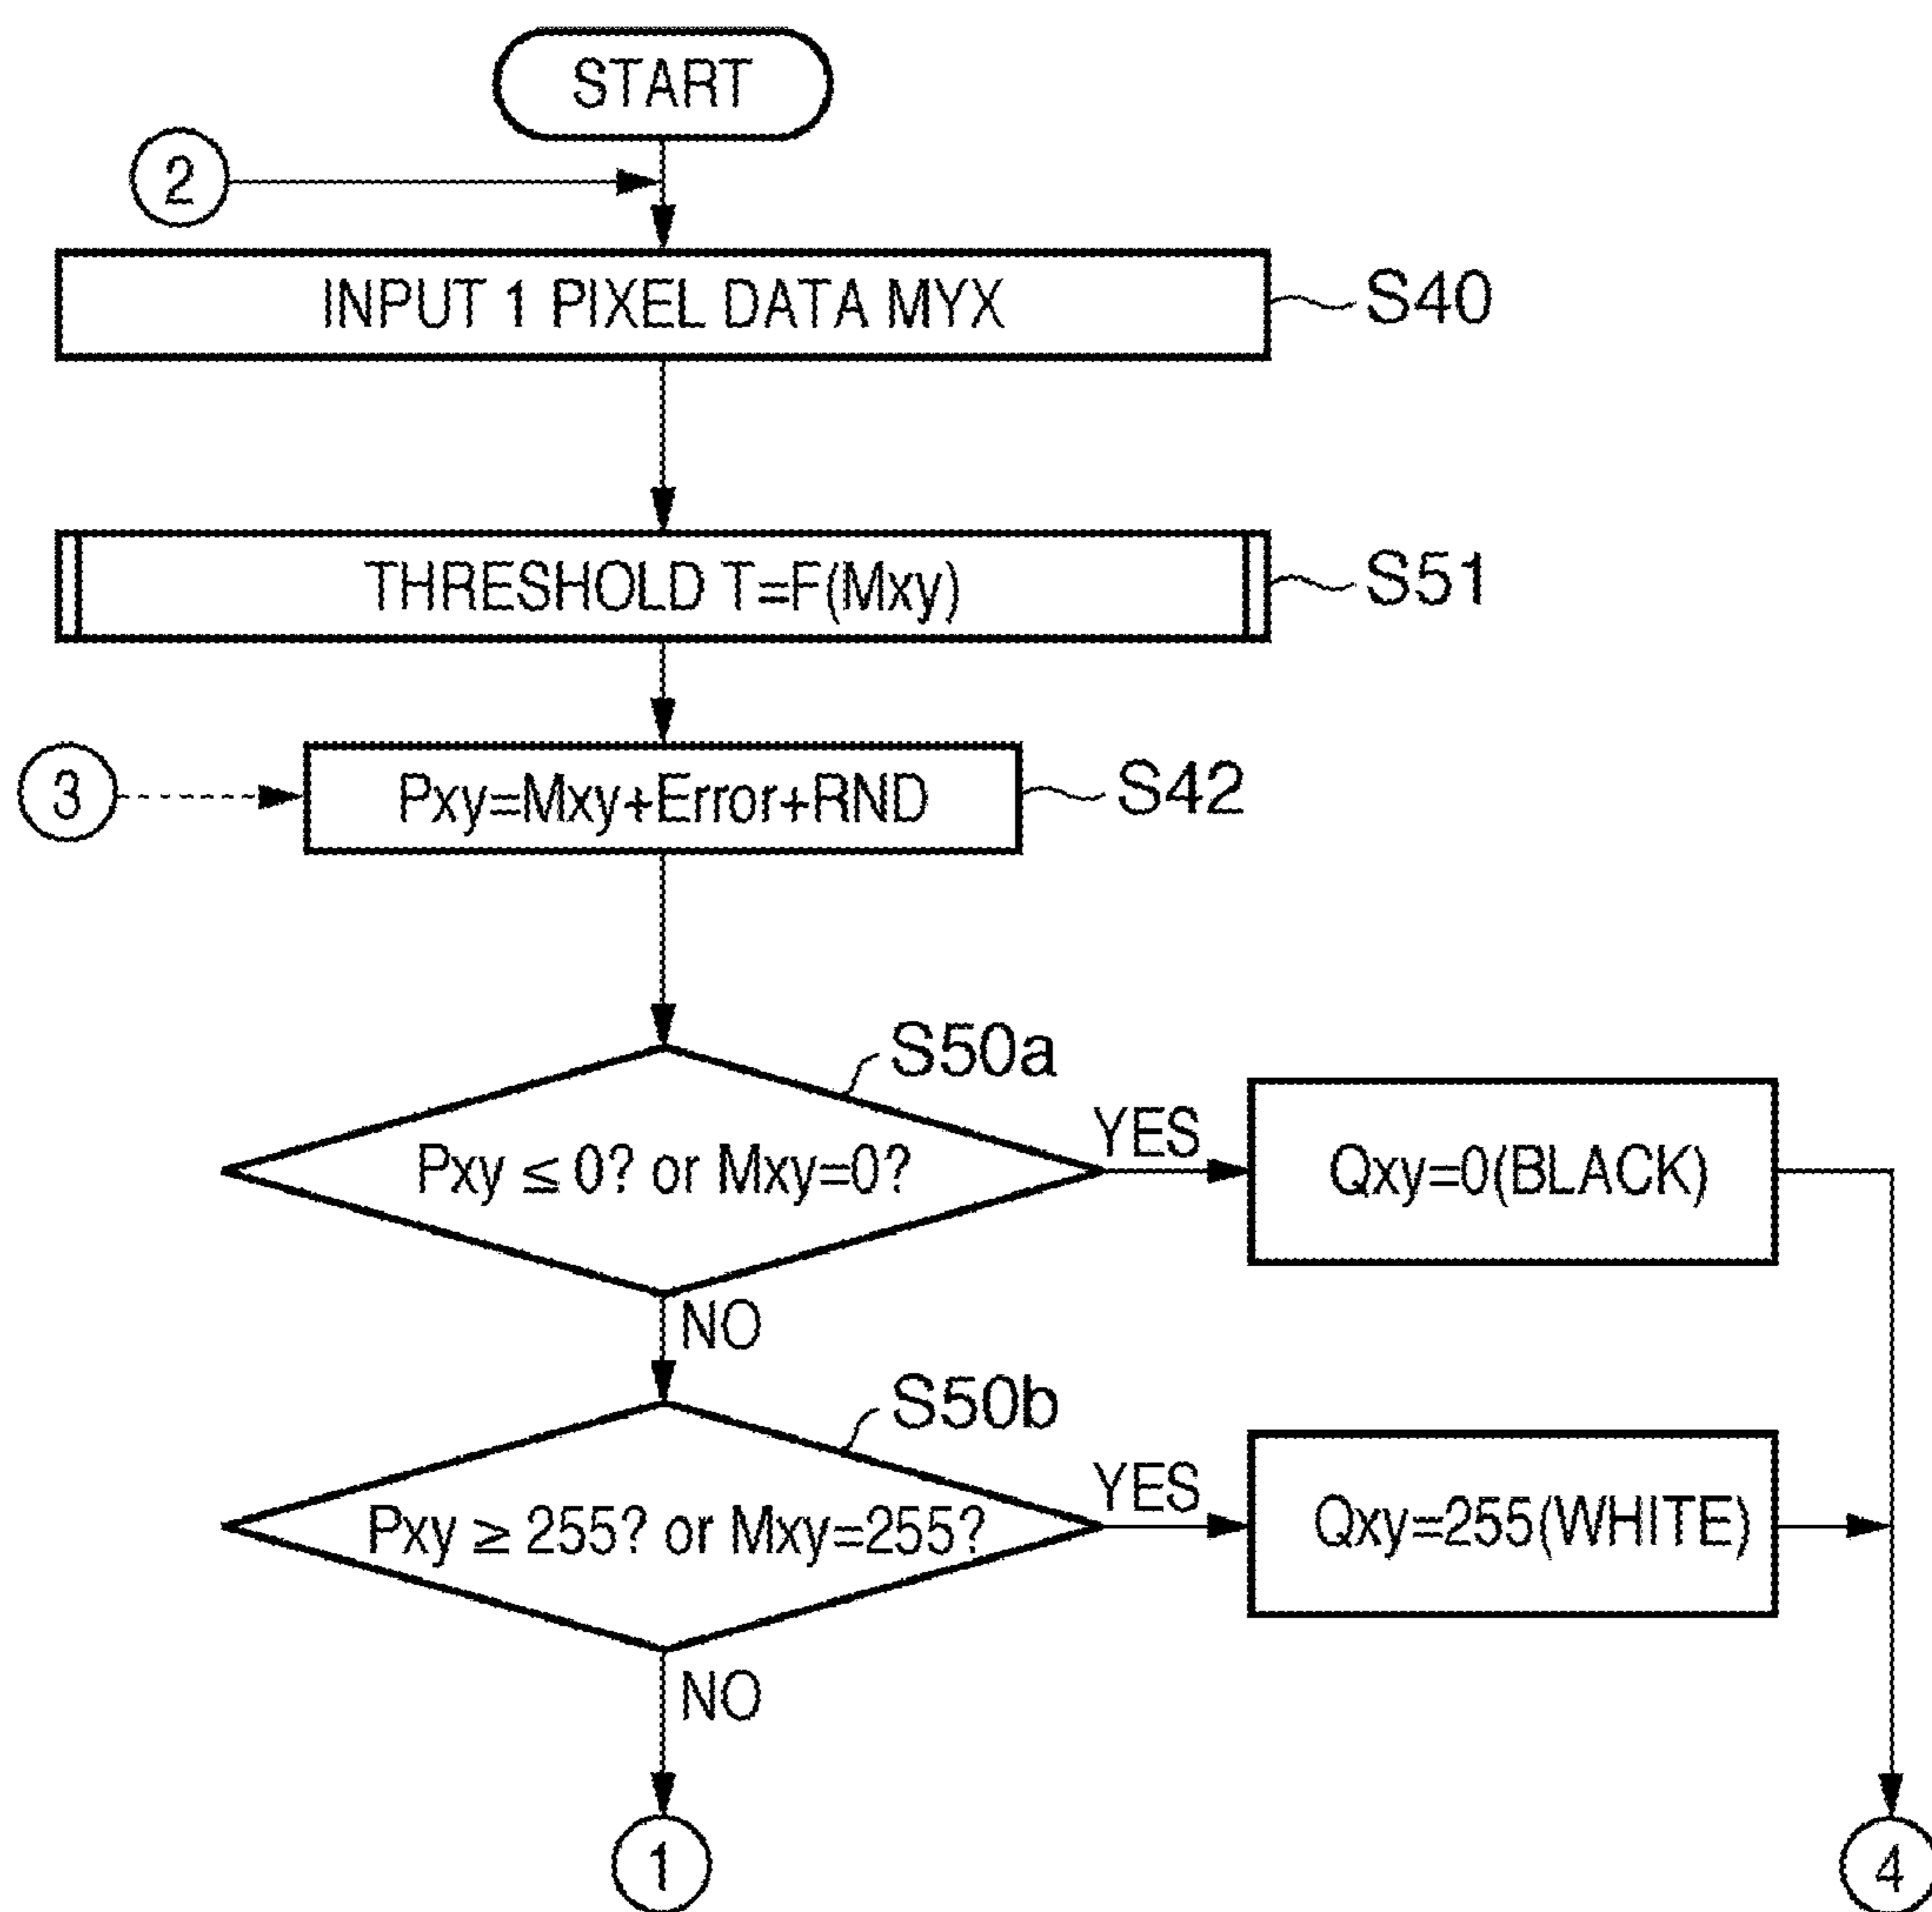 START
2
INPUT 1 PIXEL DATA MYX
S40
THRESHOLD T=F(Mxy)
S51
3
Pxy=Mxy+Error+RND
S42
S50a
Pxy ≤ 0? or Mxy=0?
YES
Qxy=0(BLACK)
NO
S50b
Pxy ≥ 255? or Mxy=255?
YES
Qxy=255(WHITE)
NO
1
4